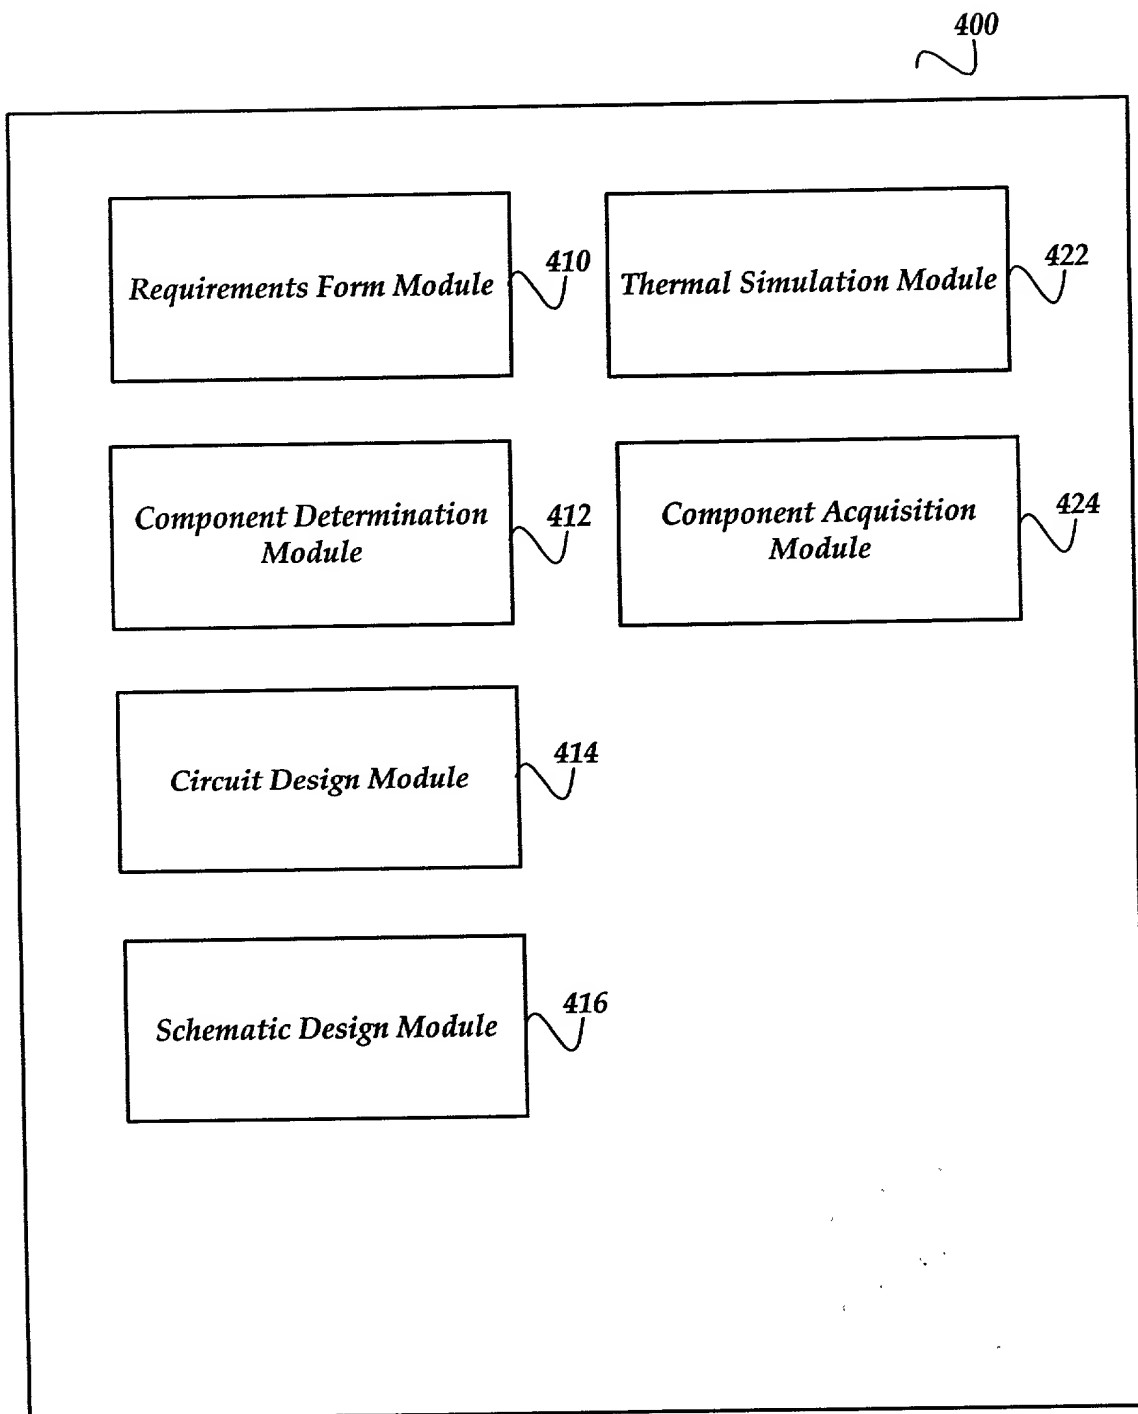 400
Requirements Form Module
410
Thermal Simulation Module
422
Component Determination
Module
412
Component Acquisition
Module
424
Circuit Design Module
414
Schematic Design Module
416